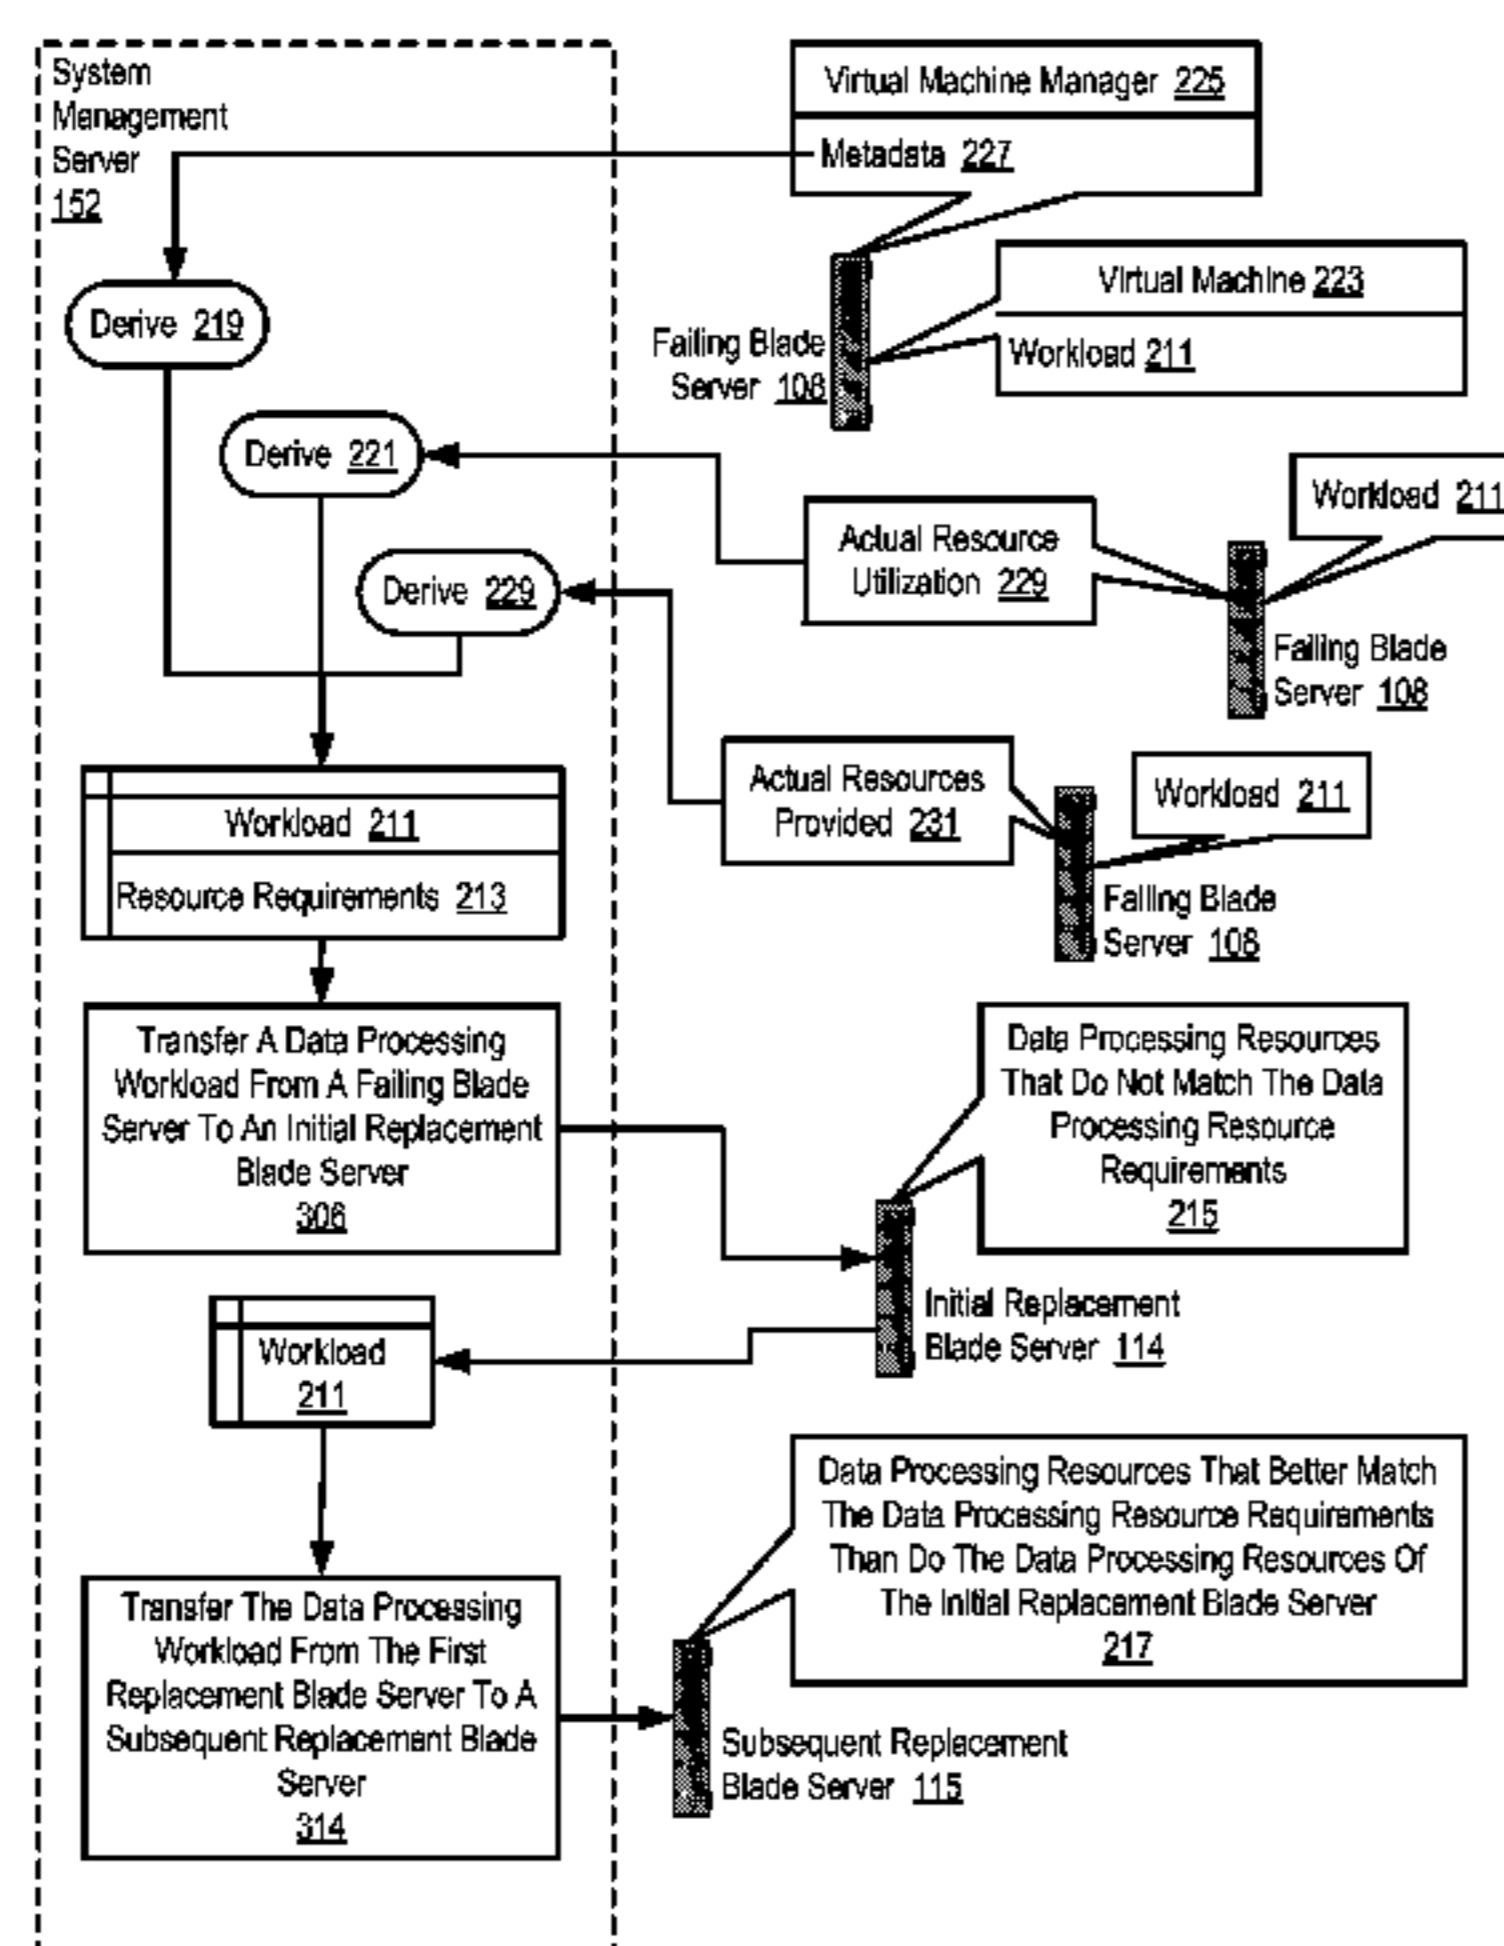 System
Management
Server
152
Virtual Machine Manager 225
Metadata 227
Derive 219
Virtual Machine 223
Workload 211
Failing Blade
Server 108
Derive 221
Workload 211
Actual Resource
Utilization 229
Derive 229
Failing Blade
Server 108
Actual Resources
Provided 231
Workload 211
Workload 211
Resource Requirements 213
Failing Blade
Server 108
Transfer A Data Processing
Workload From A Failing Blade
Server To An Initial Replacement
Blade Server
306
Data Processing Resources
That Do Not Match The Data
Processing Resource
Requirements
215
Initial Replacement
Blade Server 114
Workload
211
Data Processing Resources That Better Match
The Data Processing Resource Requirements
Than Do The Data Processing Resources Of
The Initial Replacement Blade Server
217
Transfer The Data Processing
Workload From The First
Replacement Blade Server To A
Subsequent Replacement Blade
Server
314
Subsequent Replacement
Blade Server 115